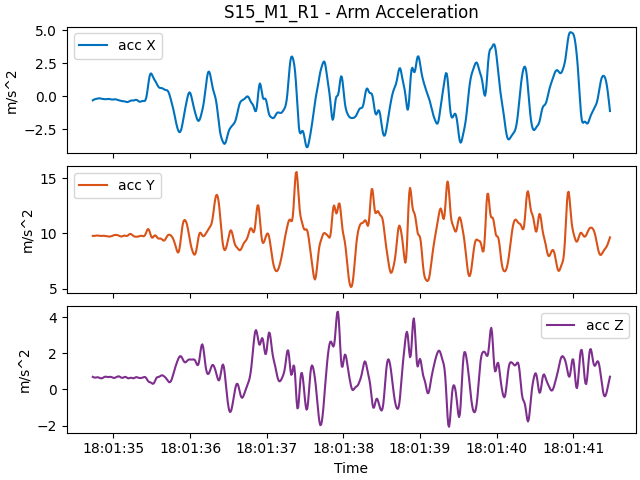 S15_M1_R1 - Arm Acceleration
5.0
2.5
0.0
−2.5
m/s^2
acc X
15
10
5
m/s^2
acc Y
4
2
0
−2
m/s^2
acc Z
18:01:35 18:01:36 18:01:37 18:01:38 18:01:39 18:01:40 18:01:41
Time